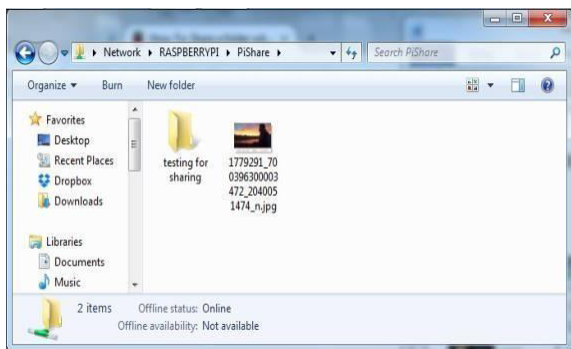 Network ▸ RASPBERRYPI ▸ PiShare ▸
Search PiShare
Organize ▾ Burn New folder
Favorites
Desktop
Recent Places
Dropbox
Downloads
Libraries
Documents
Music
testing for
sharing
1779291_70
0396300003
472_204005
1474_n.jpg
2 items Offline status: Online
Offline availability: Not available